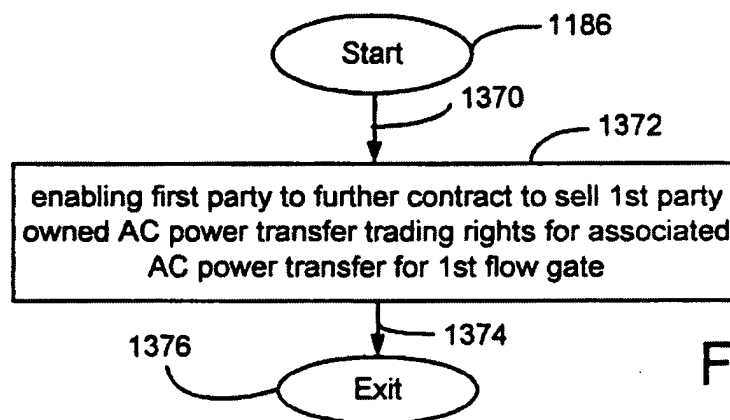 Start
1186
1370
1372
enabling first party to further contract to sell 1st party
owned AC power transfer trading rights for associated
AC power transfer for 1st flow gate
1374
1376
Exit
F